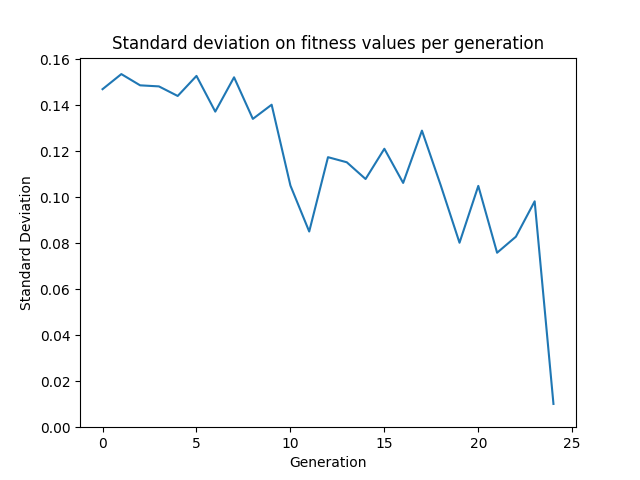 Standard deviation on fitness values per generation
Standard Deviation
0.16
0.14
0.12
0.10
0.08
0.06
0.04
0.02
0.00
0 5 10 15 20 25
Generation